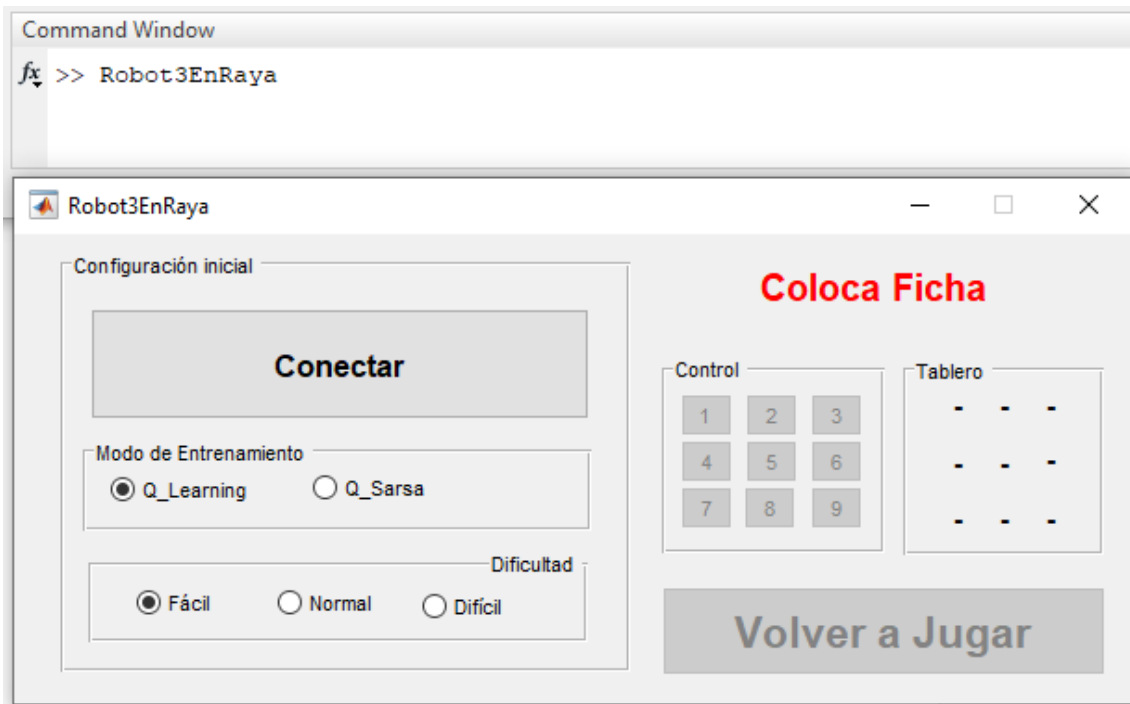 Command Window
fx >> Robot3EnRaya
Robot3EnRaya
Configuración inicial
Conectar
Modo de Entrenamiento
Q_Learning Q_Sarsa
Dificultad
Fácil Normal Difícil
Coloca Ficha
Control
1 2 3
4 5 6
7 8 9
Tablero
- - -
- - -
- - -
Volver a Jugar